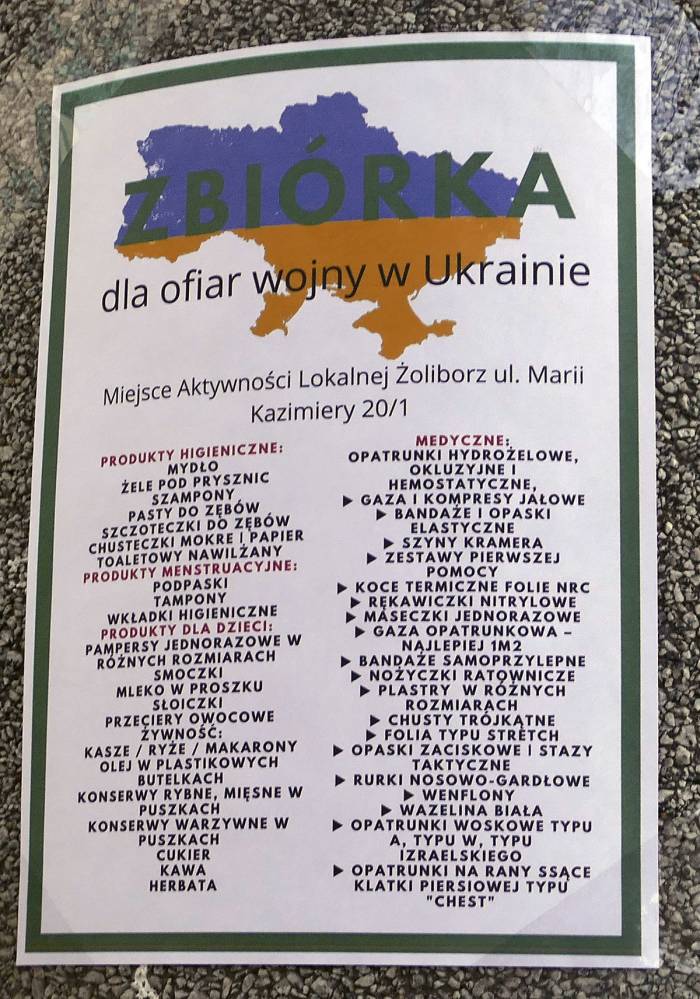 ZBIÓRKA
dla ofiar wojny w Ukrainie
Miejsce Aktywności Lokalnej Żoliborz ul. Marii
Kazimiery 20/1
PRODUKTY HIGIENICZNE:
MYDŁO
ŻELE POD PRYSZNIC
SZAMPONY
PASTY DO ZĘBÓW
SZCZOTECZKI DO ZĘBÓW
CHUSTECZKI MOKRE I PAPIER
TOALETOWY NAWILŻANY
PRODUKTY MENSTRUACYJNE:
PODPASKI
TAMPONY
WKŁADKI HIGIENICZNE
PRODUKTY DLA DZIECI:
PAMPERSY JEDNORAZOWE W
RÓŻNYCH ROZMIARACH
SMOCZKI
MLEKO W PROSZKU
SŁOICZKI
PRZECIERY OWOCOWE
ŻYWNOŚĆ:
KASZE / RYŻE / MAKARONY
OLEJ W PLASTIKOWYCH
BUTELKACH
KONSERWY RYBNE, MIĘSNE W
PUSZKACH
KONSERWY WARZYWNE W
PUSZKACH
CUKIER
KAWA
HERBATA
MEDYCZNE:
OPATRUNKI HYDROŻELOWE,
OKLUZYJNE I
HEMOSTATYCZNE,
▶ GAZA I KOMPRESY JAŁOWE
▶ BANDAŻE I OPASKI
ELASTYCZNE
▶ SZYNY KRAMERA
▶ ZESTAWY PIERWSZEJ
POMOCY
▶ KOCE TERMICZNE FOLIE NRC
▶ RĘKAWICZKI NITRYLOWE
▶ MASECZKI JEDNORAZOWE
▶ GAZA OPATRUNKOWA –
NAJLEPIEJ 1M2
▶ BANDAŻE SAMOPRZYLEPNE
▶ NOŻYCZKI RATOWNICZE
▶ PLASTRY W RÓŻNYCH
ROZMIARACH
▶ CHUSTY TRÓJKĄTNE
▶ FOLIA TYPU STRETCH
▶ OPASKI ZACISKOWE I STAZY
TAKTYCZNE
▶ RURKI NOSOWO-GARDŁOWE
▶ WENFLONY
▶ WAZELINA BIAŁA
▶ OPATRUNKI WOSKOWE TYPU
A, TYPU W, TYPU
IZRAELSKIEGO
▶ OPATRUNKI NA RANY SSĄCE
KLATKI PIERSIOWEJ TYPU
"CHEST"